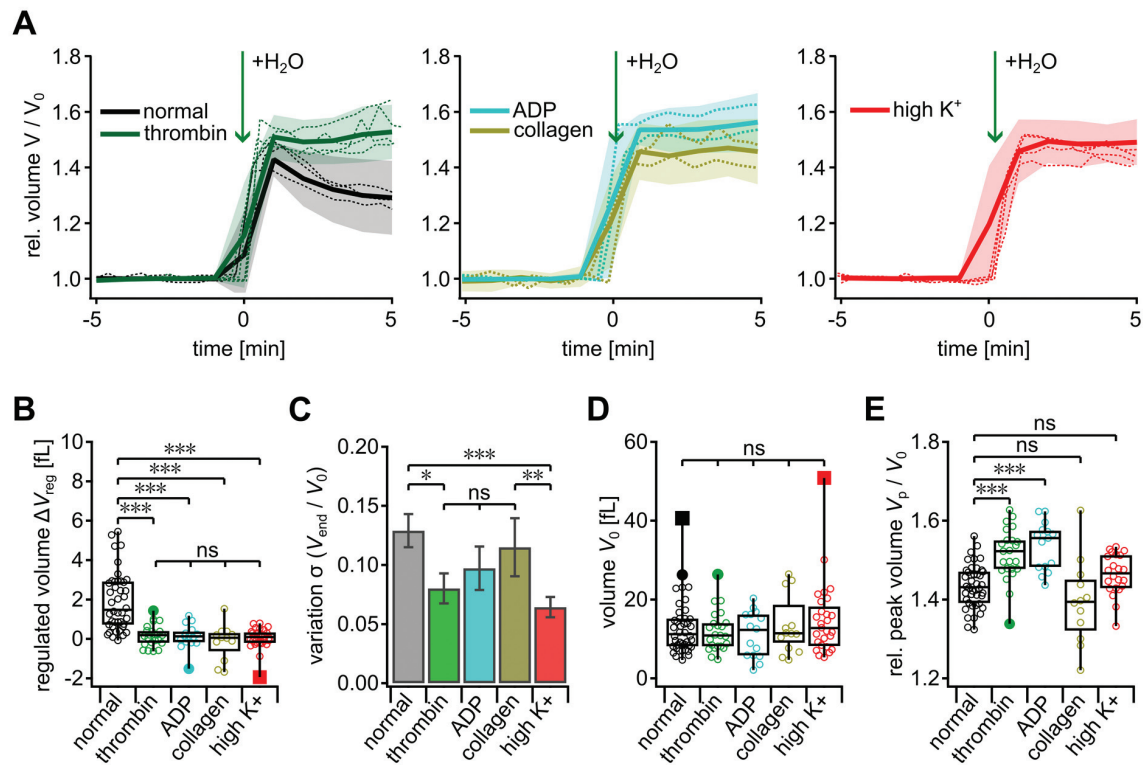 A
rel. volume V / V0
1.8
1.6
1.4
1.2
1.0
+H2O
normal
thrombin
-5
0
5
time [min]
1.8
1.6
1.4
1.2
1.0
+H2O
ADP
collagen
-5
0
5
time [min]
1.8
1.6
1.4
1.2
1.0
+H2O
high K+
-5
0
5
time [min]
B
regulated volume ΔVreg [fL]
10
8
6
4
2
0
-2
***
***
***
***
ns
normal
thrombin
ADP
collagen
high K+
C
variation σ (Vend / V0)
0.20
0.15
0.10
0.05
0.00
***
*
ns
**
normal
thrombin
ADP
collagen
high K+
D
volume V0 [fL]
60
40
20
0
ns
normal
thrombin
ADP
collagen
high K+
E
rel. peak volume Vp / V0
1.8
1.6
1.4
1.2
ns
ns
***
***
normal
thrombin
ADP
collagen
high K+